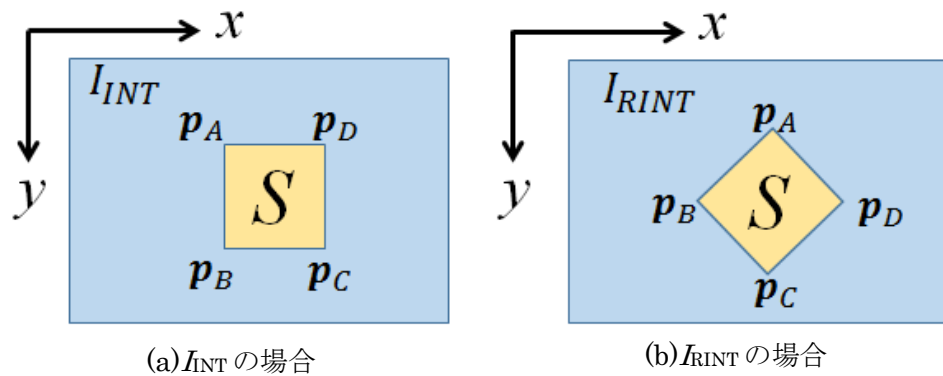 x
y
I_INT
p_A
p_D
S
p_B
p_C
(a)I_INT の場合
x
y
I_RINT
p_A
p_B
S
p_D
p_C
(b)I_RINT の場合